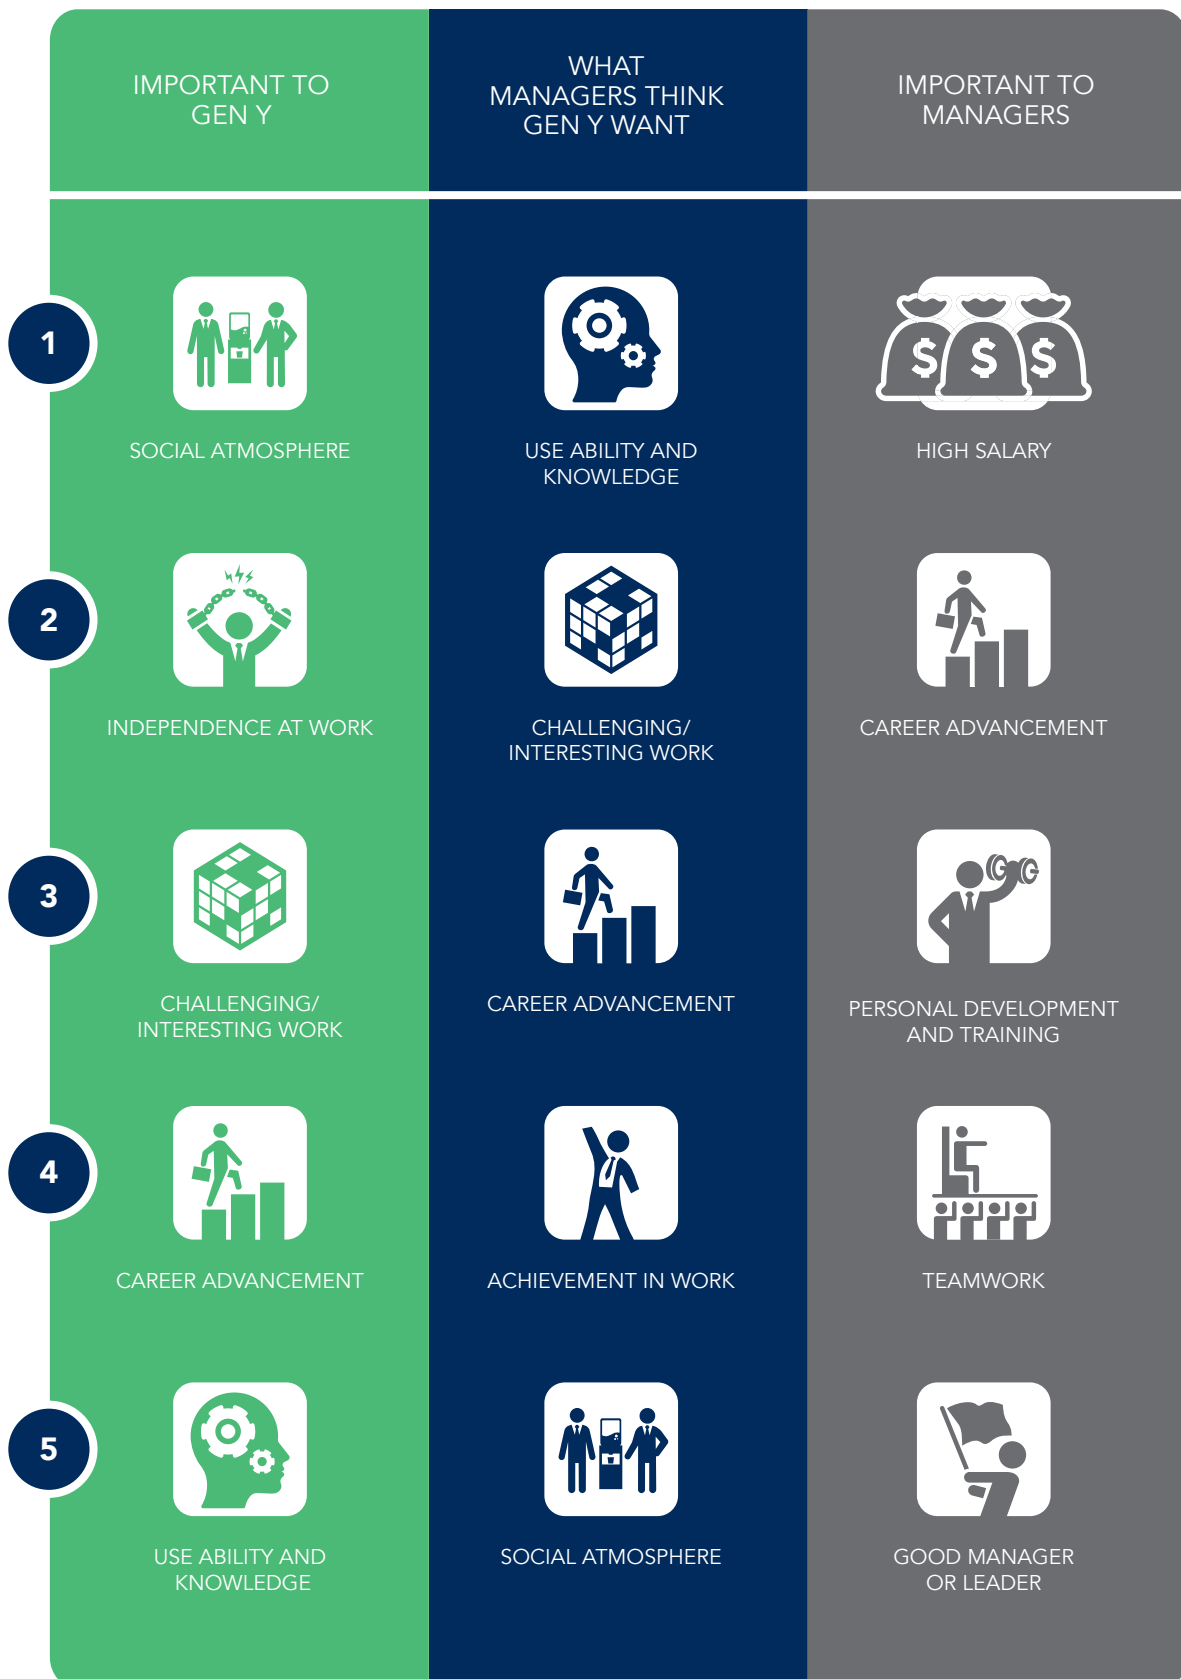 IMPORTANT TO
GEN Y
WHAT
MANAGERS THINK
GEN Y WANT
IMPORTANT TO
MANAGERS
1
SOCIAL ATMOSPHERE
USE ABILITY AND
KNOWLEDGE
$ $ $
HIGH SALARY
2
INDEPENDENCE AT WORK
CHALLENGING/
INTERESTING WORK
CAREER ADVANCEMENT
3
CHALLENGING/
INTERESTING WORK
CAREER ADVANCEMENT
PERSONAL DEVELOPMENT
AND TRAINING
4
CAREER ADVANCEMENT
ACHIEVEMENT IN WORK
TEAMWORK
5
USE ABILITY AND
KNOWLEDGE
SOCIAL ATMOSPHERE
GOOD MANAGER
OR LEADER